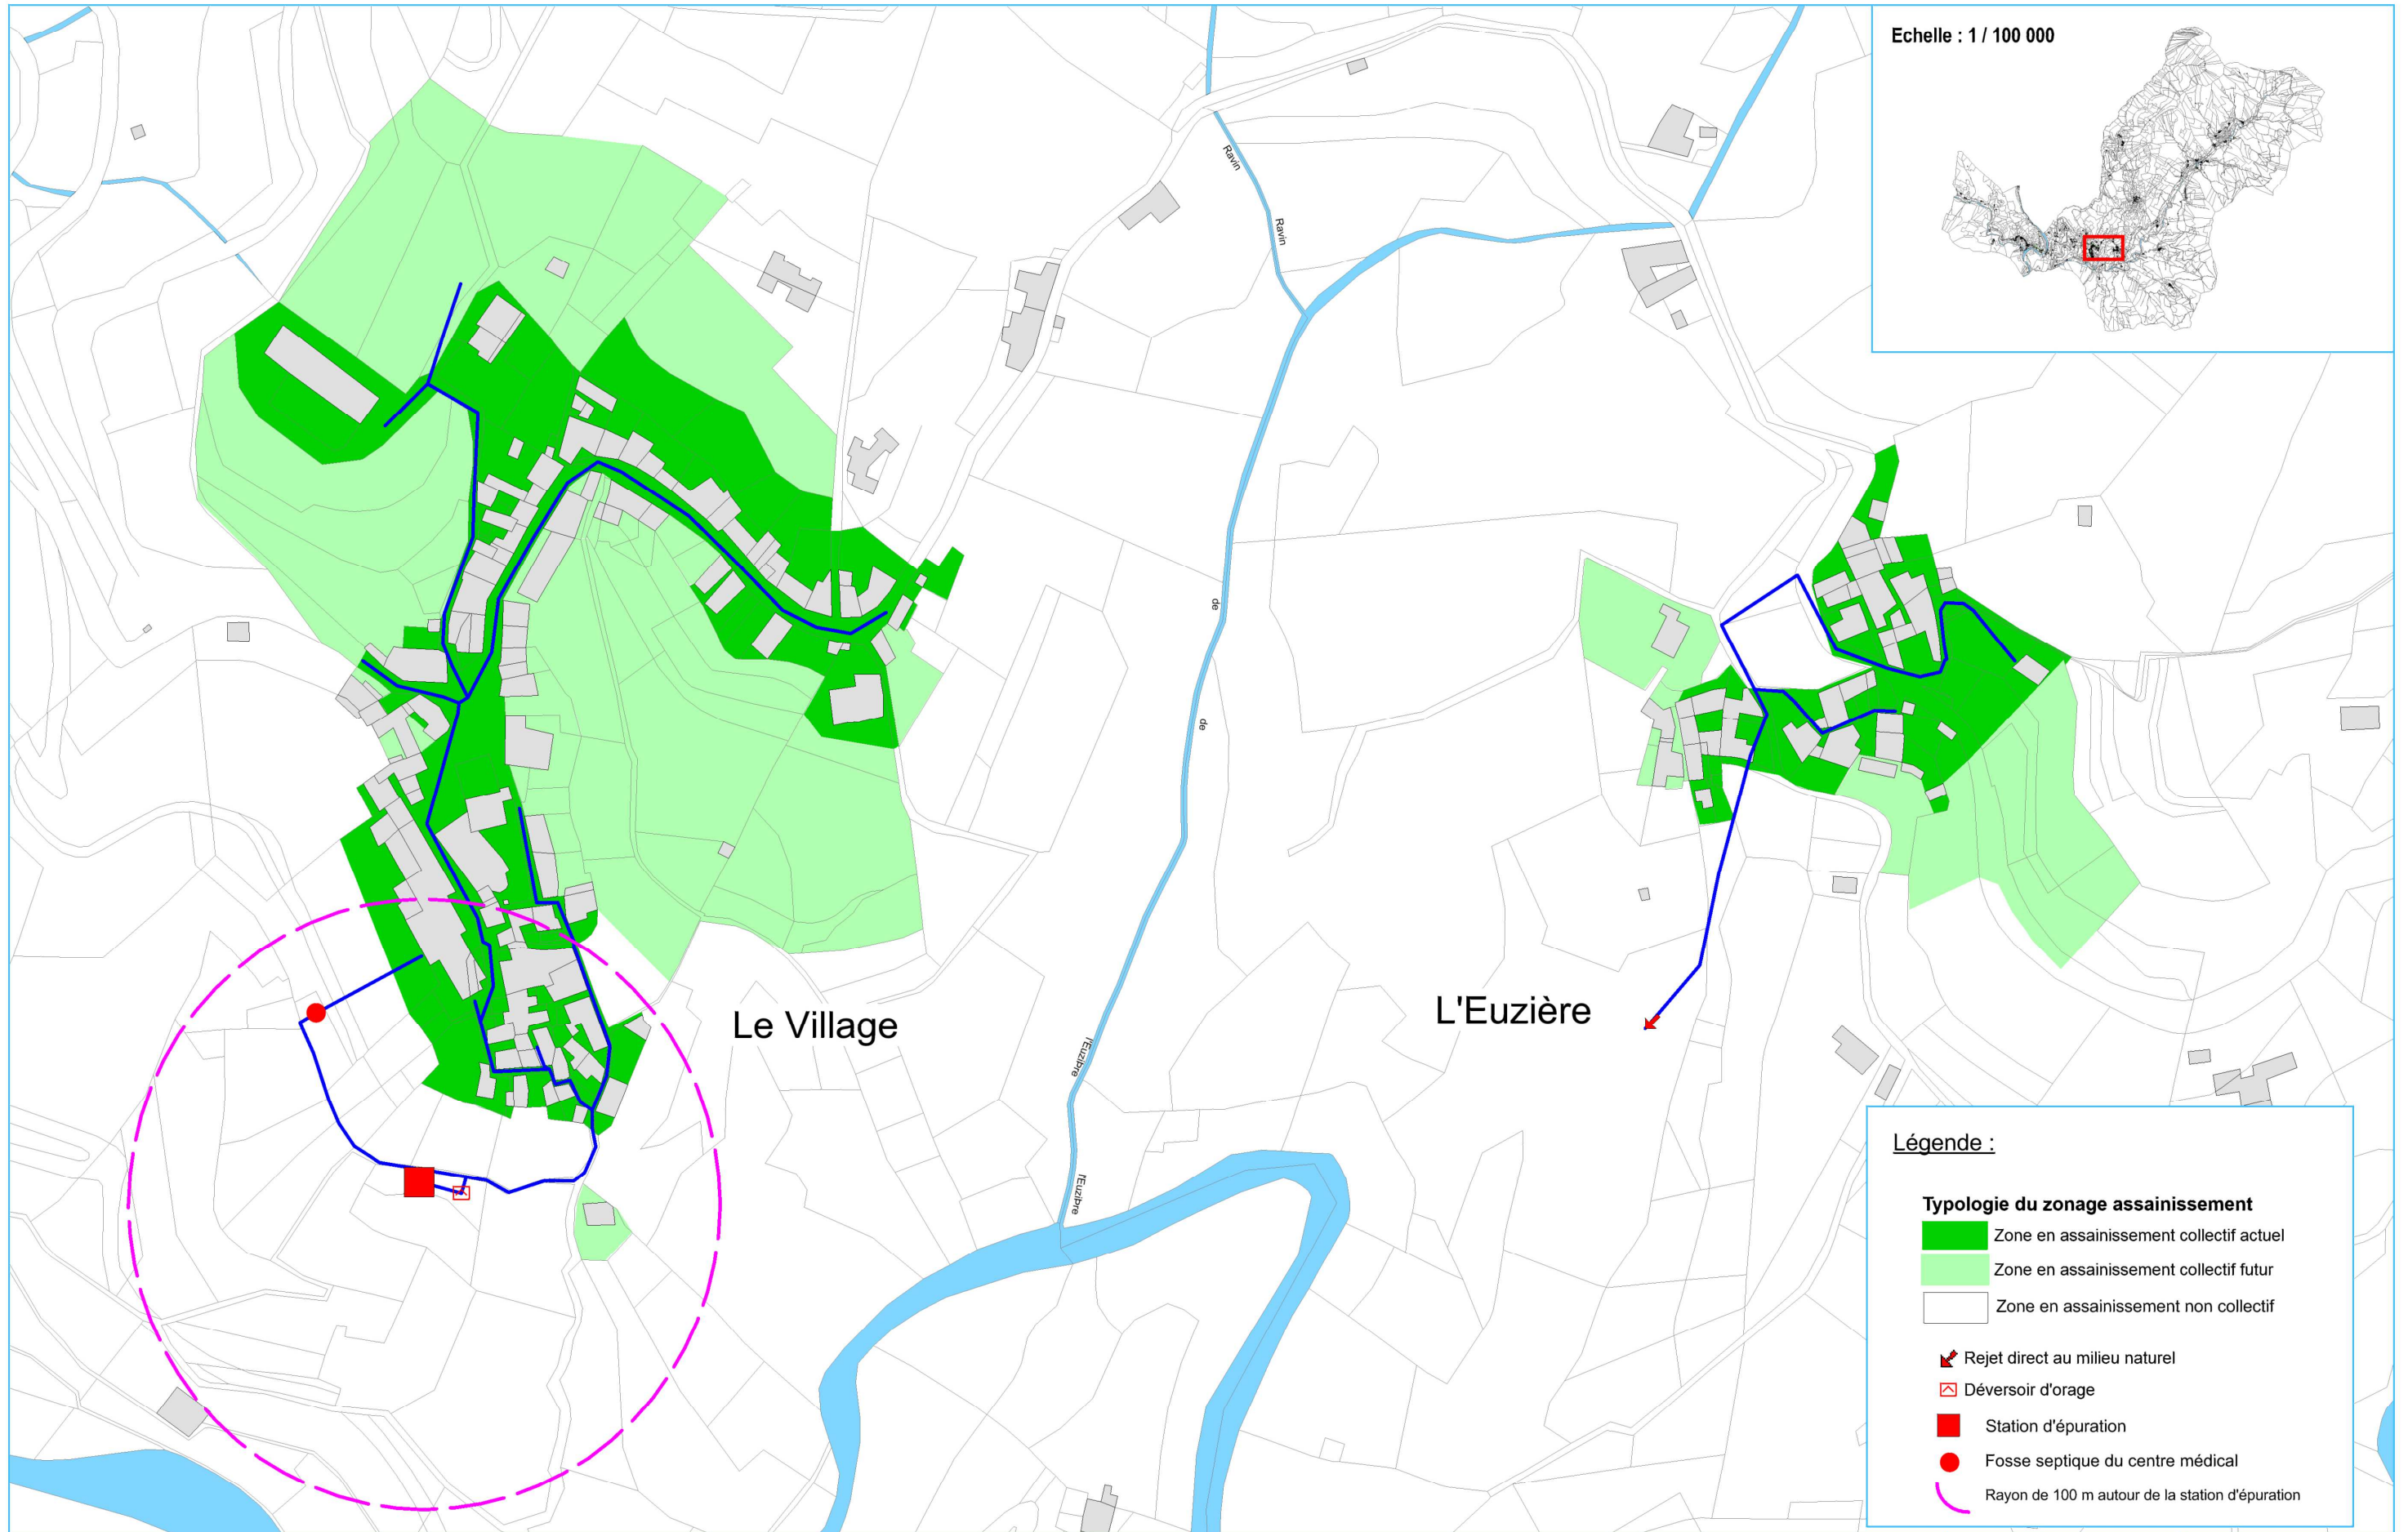 Echelle : 1 / 100 000
Ravin
Ravin
de
de
l'Euzibre
l'Euzibre
Le Village
L'Euzière
Légende :
Typologie du zonage assainissement
Zone en assainissement collectif actuel
Zone en assainissement collectif futur
Zone en assainissement non collectif
Rejet direct au milieu naturel
Déversoir d'orage
Station d'épuration
Fosse septique du centre médical
Rayon de 100 m autour de la station d'épuration